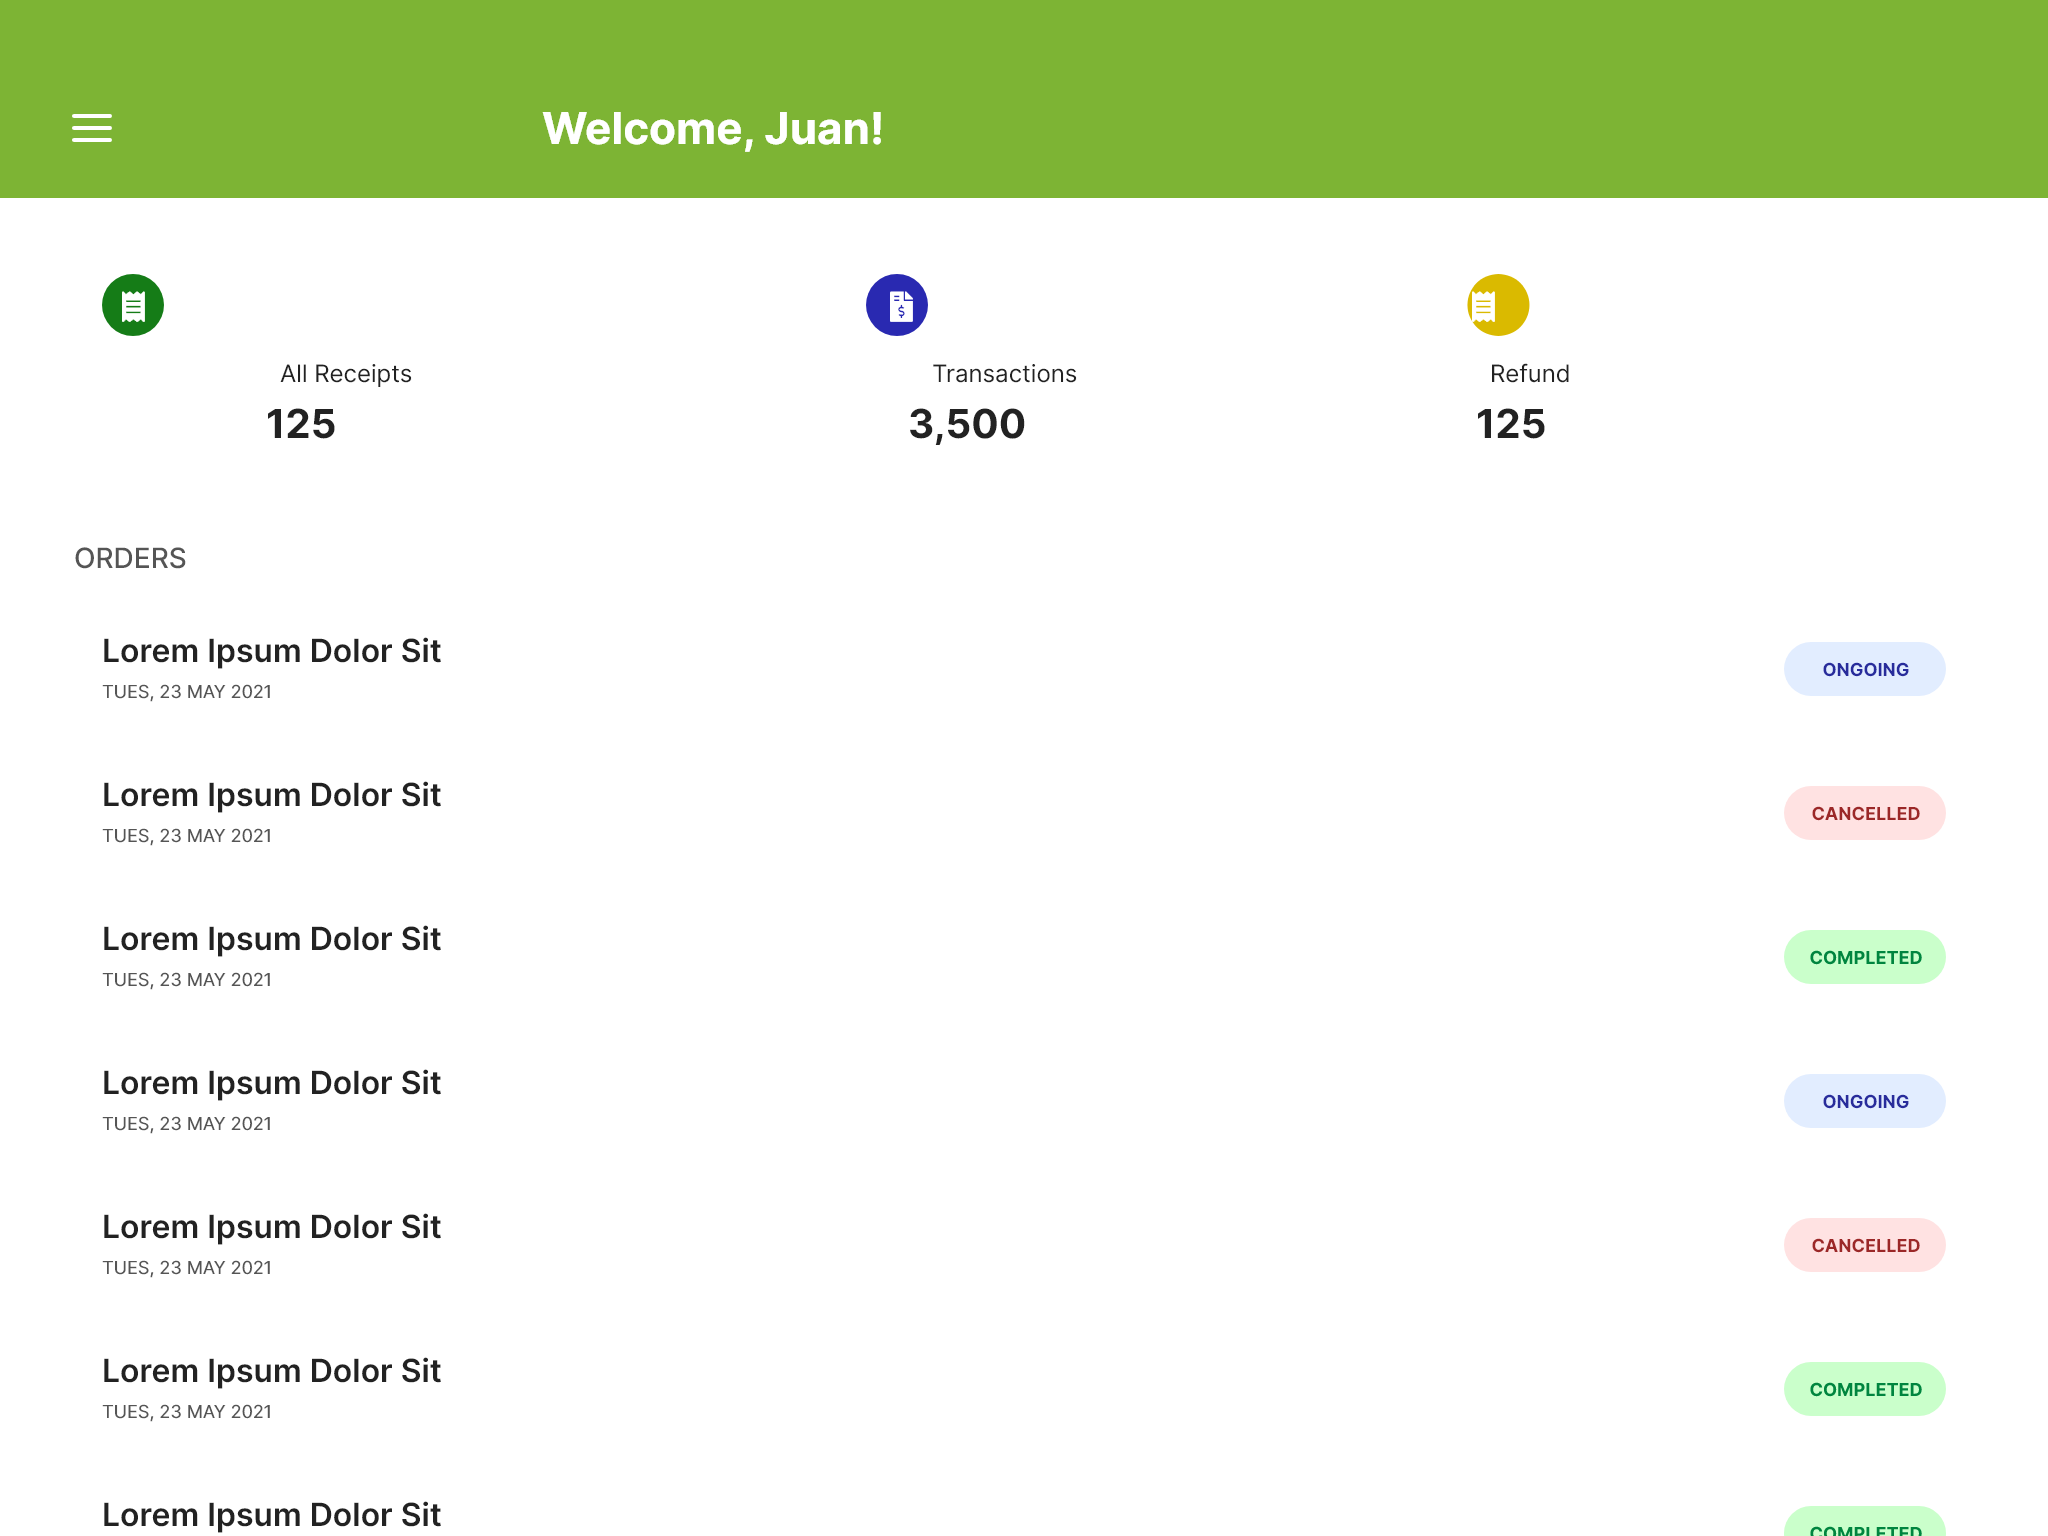 Welcome, Juan!
All Receipts
125
Transactions
3,500
Refund
125
ORDERS
Lorem Ipsum Dolor Sit
TUES, 23 MAY 2021
ONGOING
Lorem Ipsum Dolor Sit
TUES, 23 MAY 2021
CANCELLED
Lorem Ipsum Dolor Sit
TUES, 23 MAY 2021
COMPLETED
Lorem Ipsum Dolor Sit
TUES, 23 MAY 2021
ONGOING
Lorem Ipsum Dolor Sit
TUES, 23 MAY 2021
CANCELLED
Lorem Ipsum Dolor Sit
TUES, 23 MAY 2021
COMPLETED
Lorem Ipsum Dolor Sit
COMPLETED